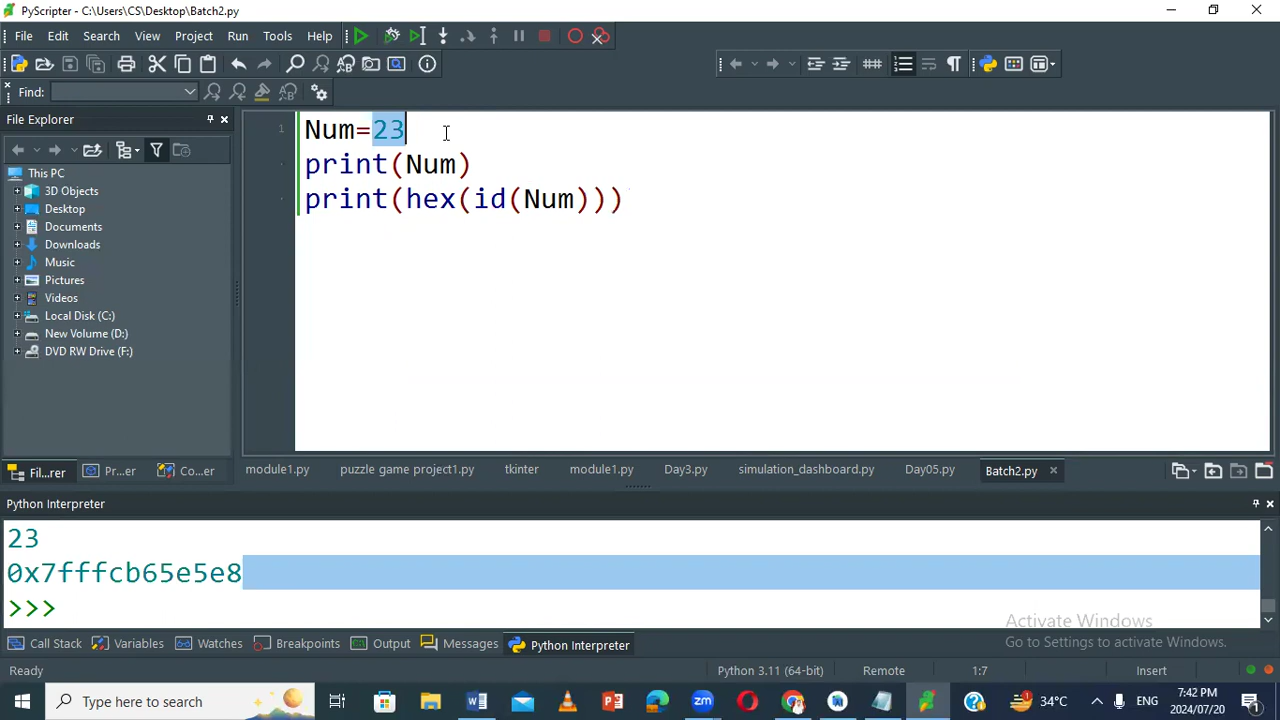 PyScripter - C:\Users\CS\Desktop\Batch2.py
File Edit Search View Project Run Tools Help
Find:
File Explorer
This PC
3D Objects
Desktop
Documents
Downloads
Music
Pictures
Videos
Local Disk (C:)
New Volume (D:)
DVD RW Drive (F:)
Fil...rer Pr...er Co...er
1 Num=23
print(Num)
print(hex(id(Num)))
module1.py puzzle game project1.py tkinter module1.py Day3.py simulation_dashboard.py Day05.py Batch2.py
Python Interpreter
23
0x7fffcb65e5e8
>>>
Activate Windows
Go to Settings to activate Windows.
Call Stack Variables Watches Breakpoints Output Messages Python Interpreter
Ready Python 3.11 (64-bit) Remote 1:7 Insert
Type here to search 34°C ENG 7:42 PM
2024/07/20